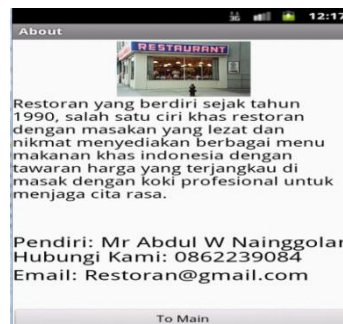 3G 12:17
About
RESTAURANT
Restoran yang berdiri sejak tahun
1990, salah satu ciri khas restoran
dengan masakan yang lezat dan
nikmat menyediakan berbagai menu
makanan khas indonesia dengan
tawaran harga yang terjangkau di
masak dengan koki profesional untuk
menjaga cita rasa.
Pendiri: Mr Abdul W Nainggolan
Hubungi Kami: 0862239084
Email: Restoran@gmail.com
To Main